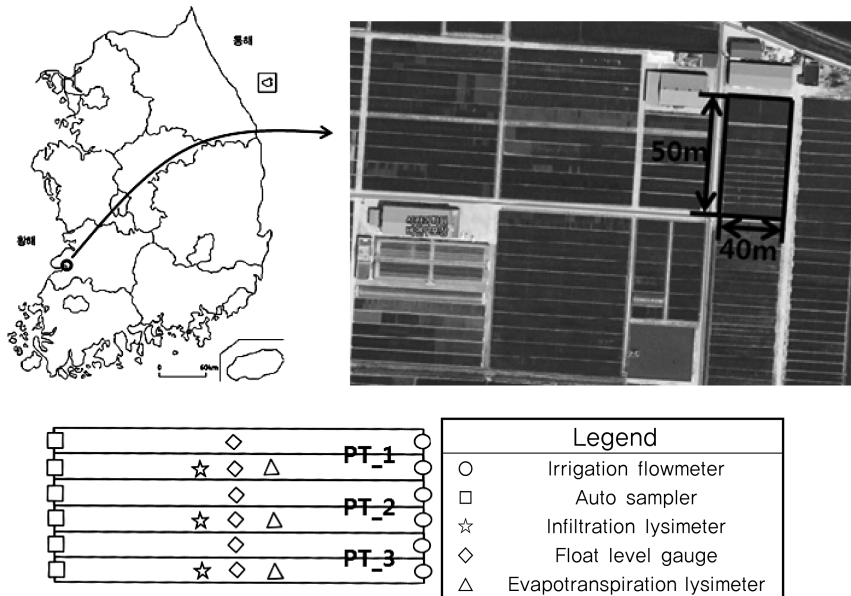 동해
황해
0 60km
50m
40m
PT_1
PT_2
PT_3
Legend
Irrigation flowmeter
Auto sampler
Infiltration lysimeter
Float level gauge
Evapotranspiration lysimeter